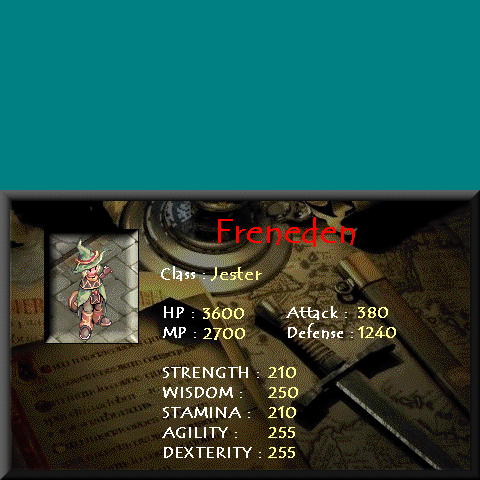 Freneden
Class : Jester
HP : 3600
Attack : 380
MP : 2700
Defense : 1240
STRENGTH : 210
WISDOM : 250
STAMINA : 210
AGILITY : 255
DEXTERITY : 255